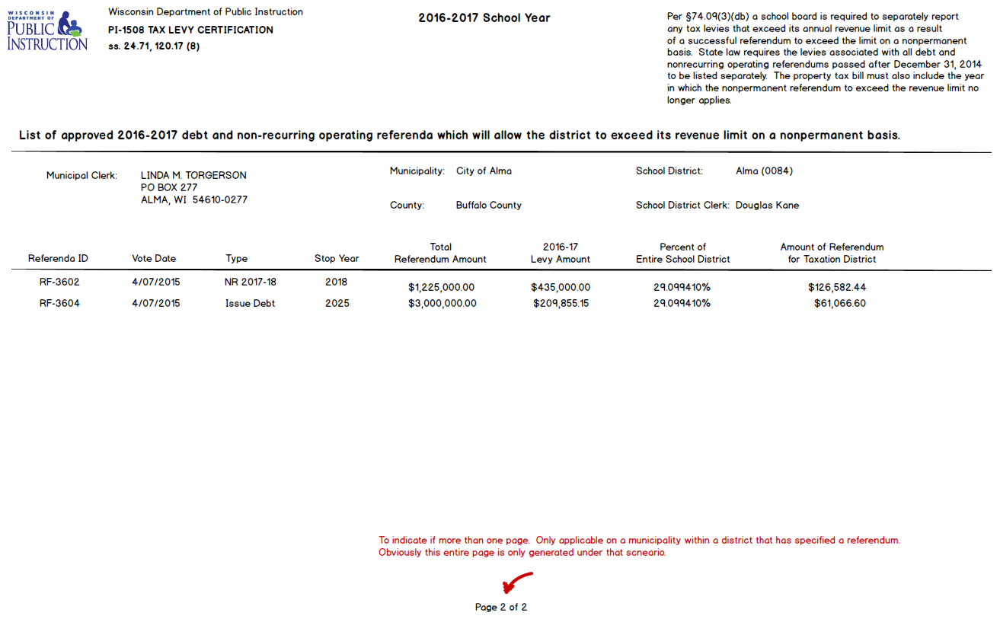 WISCONSIN
DEPARTMENT OF
PUBLIC
INSTRUCTION
Wisconsin Department of Public Instruction
PI-1508 TAX LEVY CERTIFICATION
ss. 24.71, 120.17 (8)
2016-2017 School Year
Per §74.09(3)(db) a school board is required to separately report
any tax levies that exceed its annual revenue limit as a result
of a successful referendum to exceed the limit on a nonpermanent
basis.  State law requires the levies associated with all debt and
nonrecurring operating referendums passed after December 31, 2014
to be listed separately.  The property tax bill must also include the year
in which the nonpermanent referendum to exceed the revenue limit no
longer applies.
List of approved 2016-2017 debt and non-recurring operating referenda which will allow the district to exceed its revenue limit on a nonpermanent basis.
Municipal Clerk: LINDA M. TORGERSON
PO BOX 277
ALMA, WI  54610-0277
Municipality: City of Alma
School District: Alma (0084)
County: Buffalo County
School District Clerk: Douglas Kane
Referenda ID Vote Date Type Stop Year Total Referendum Amount 2016-17 Levy Amount Percent of Entire School District Amount of Referendum for Taxation District
RF-3602 4/07/2015 NR 2017-18 2018 $1,225,000.00 $435,000.00 29.099410% $126,582.44
RF-3604 4/07/2015 Issue Debt 2025 $3,000,000.00 $209,855.15 29.099410% $61,066.60
To indicate if more than one page.  Only applicable on a municipality within a district that has specified a referendum.
Obviously this entire page is only generated under that scneario.
Page 2 of 2